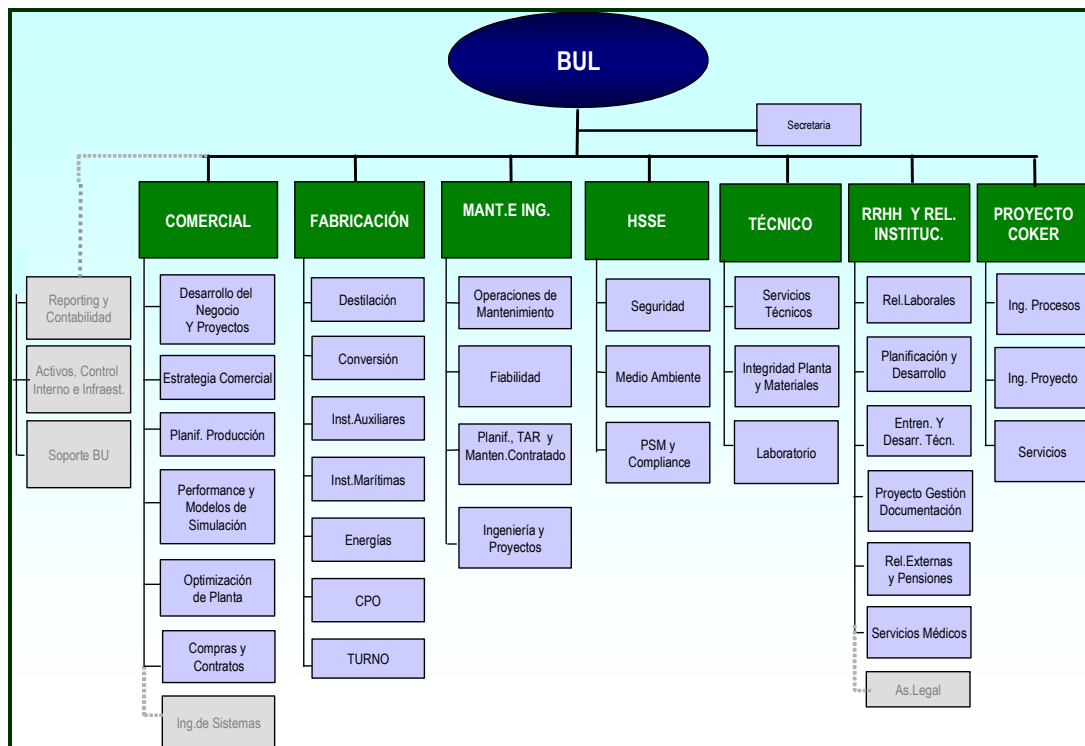 BUL
Secretaria
COMERCIAL
FABRICACIÓN
MANT.E ING.
HSSE
TÉCNICO
RRHH Y REL.
INSTITUC.
PROYECTO
COKER
Reporting y
Contabilidad
Activos, Control
Interno e Infraest.
Soporte BU
Desarrollo del
Negocio
Y Proyectos
Estrategia Comercial
Planif. Producción
Performance y
Modelos de
Simulación
Optimización
de Planta
Compras y
Contratos
Ing.de Sistemas
Destilación
Conversión
Inst.Auxiliares
Inst.Marítimas
Energías
CPO
TURNO
Operaciones de
Mantenimiento
Fiabilidad
Planif., TAR y
Manten.Contratado
Ingeniería y
Proyectos
Seguridad
Medio Ambiente
PSM y
Compliance
Servicios
Técnicos
Integridad Planta
y Materiales
Laboratorio
Rel.Laborales
Planificación y
Desarrollo
Entren. Y
Desarr. Técn.
Proyecto Gestión
Documentación
Rel.Externas
y Pensiones
Servicios Médicos
As.Legal
Ing. Procesos
Ing. Proyecto
Servicios